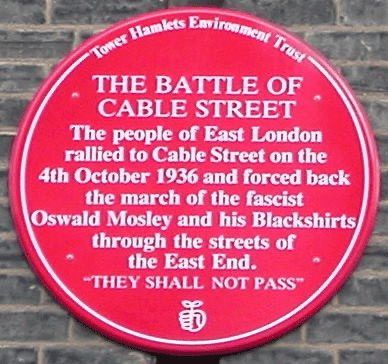 Tower Hamlets Environment Trust
THE BATTLE OF
CABLE STREET
The people of East London
rallied to Cable Street on the
4th October 1936 and forced back
the march of the fascist
Oswald Mosley and his Blackshirts
through the streets of
the East End.
"THEY SHALL NOT PASS"